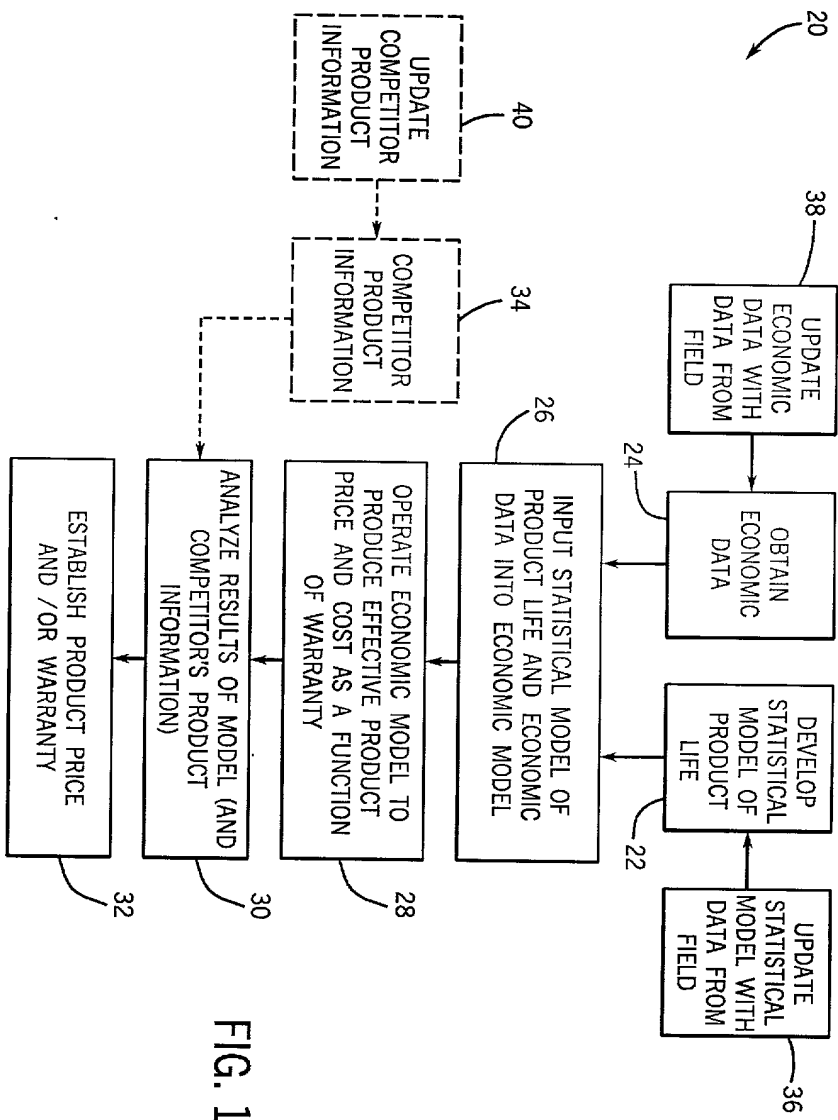 20
38
UPDATE
ECONOMIC
DATA WITH
DATA FROM
FIELD
24
OBTAIN
ECONOMIC
DATA
DEVELOP
STATISTICAL
MODEL OF
PRODUCT
LIFE
22
UPDATE
STATISTICAL
MODEL WITH
DATA FROM
FIELD
36
26
INPUT STATISTICAL MODEL OF
PRODUCT LIFE AND ECONOMIC
DATA INTO ECONOMIC MODEL
40
UPDATE
COMPETITOR
PRODUCT
INFORMATION
34
COMPETITOR
PRODUCT
INFORMATION
OPERATE ECONOMIC MODEL TO
PRODUCE EFFECTIVE PRODUCT
PRICE AND COST AS A FUNCTION
OF WARRANTY
28
ANALYZE RESULTS OF MODEL (AND
COMPETITOR'S PRODUCT
INFORMATION)
30
ESTABLISH PRODUCT PRICE
AND /OR WARRANTY
32
FIG. 1